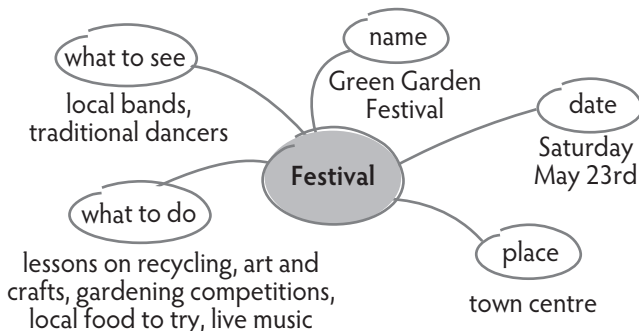 what to see
local bands,
traditional dancers
name
Green Garden
Festival
date
Saturday
May 23rd
Festival
what to do
lessons on recycling, art and
crafts, gardening competitions,
local food to try, live music
place
town centre